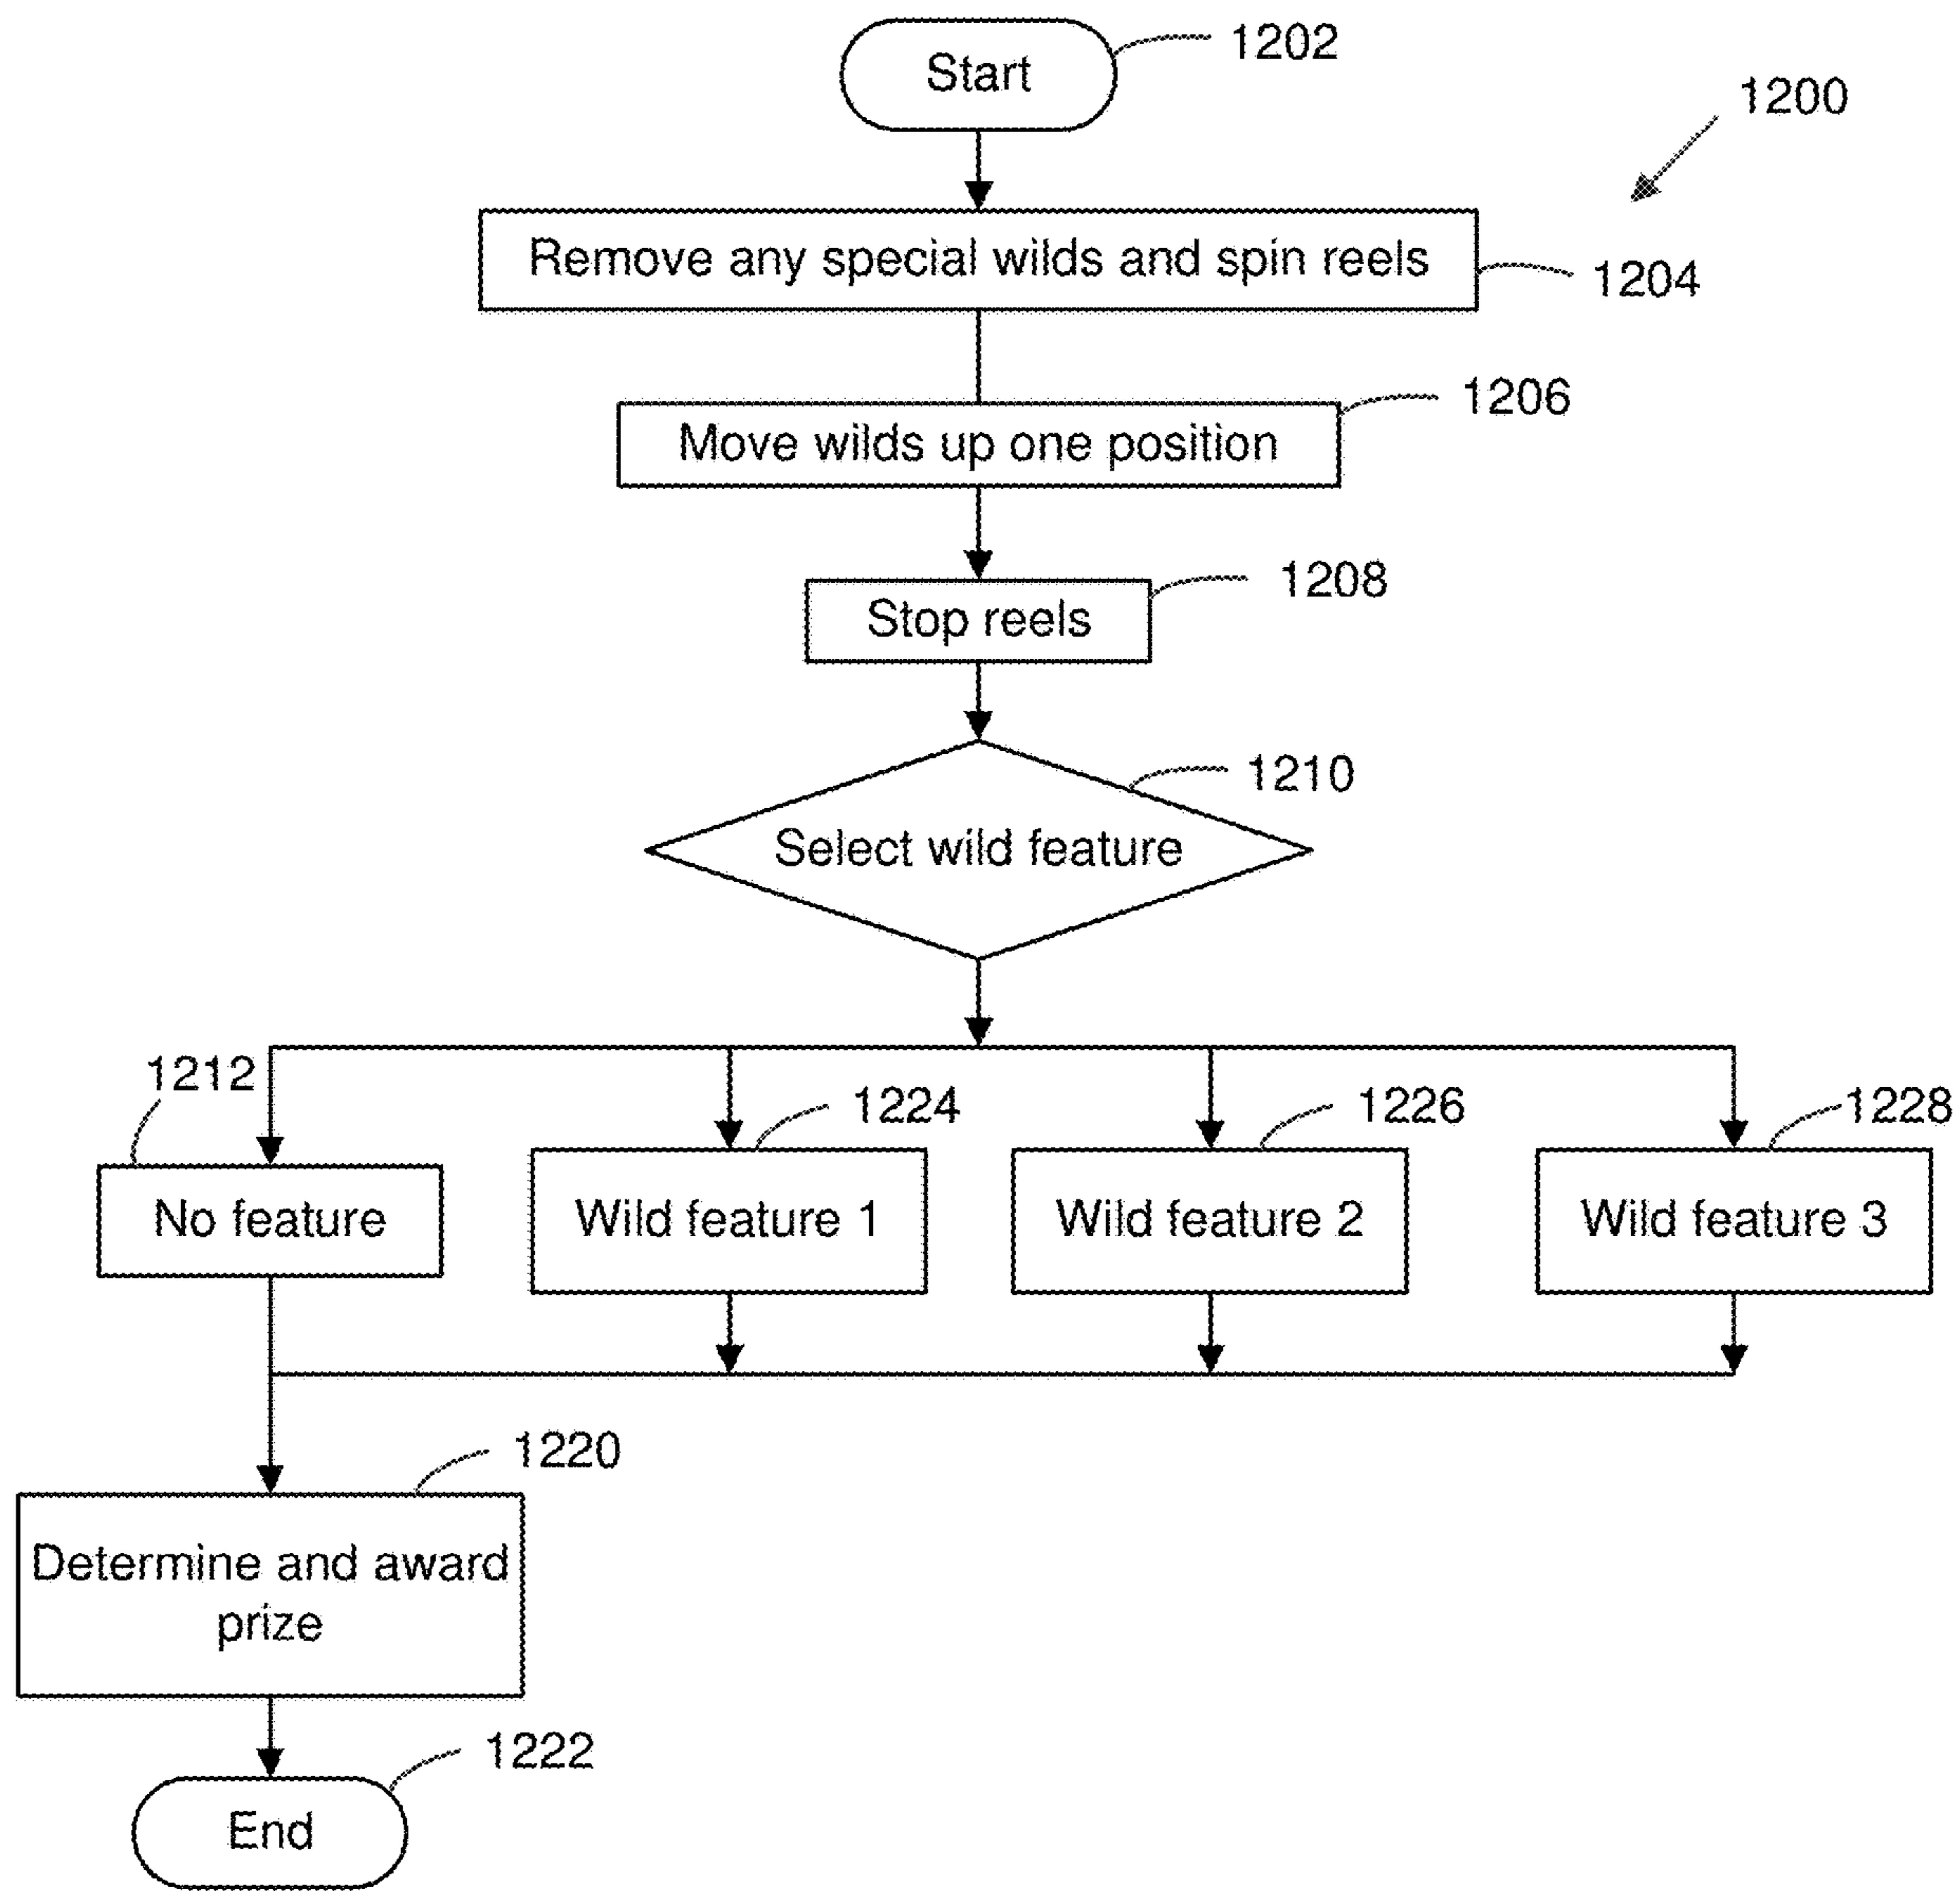 Start
1202
1200
Remove any special wilds and spin reels
1204
1206
Move wilds up one position
1208
Stop reels
1210
Select wild feature
1212
1224
1226
1228
No feature
Wild feature 1
Wild feature 2
Wild feature 3
1220
Determine and award
prize
1222
End